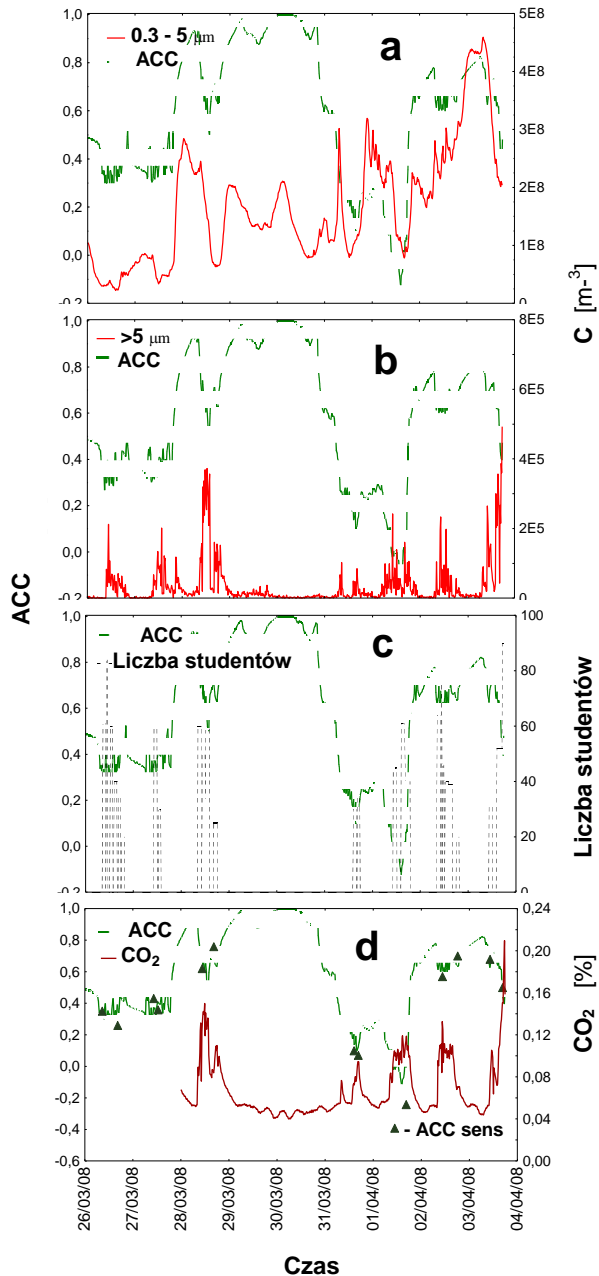 1,0
0,8
0,6
0,4
0,2
0,0
-0,2
0.3 - 5 μm
ACC
a
5E8
4E8
3E8
2E8
1E8
0
C [m-³]
1,0
0,8
0,6
0,4
0,2
0,0
-0,2
>5 μm
ACC
b
8E5
6E5
4E5
2E5
0
ACC
1,0
0,8
0,6
0,4
0,2
0,0
-0,2
ACC
Liczba studentów
c
100
80
60
40
20
0
Liczba studentów
1,0
0,8
0,6
0,4
0,2
0,0
-0,2
-0,4
-0,6
ACC
CO₂
d
- ACC sens
0,24
0,20
0,16
0,12
0,08
0,04
0,00
CO₂ [%]
26/03/08
27/03/08
28/03/08
29/03/08
30/03/08
31/03/08
01/04/08
02/04/08
03/04/08
04/04/08
Czas